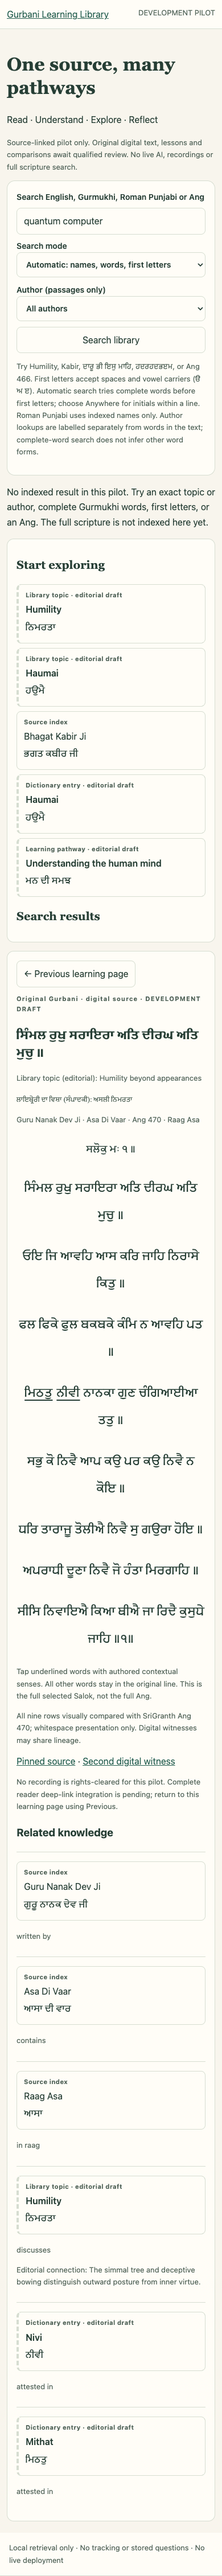 Gurbani Learning Library
DEVELOPMENT PILOT
One source, many
pathways
Read · Understand · Explore · Reflect
Source-linked pilot only. Original digital text, lessons and
comparisons await qualified review. No live AI, recordings or
full scripture search.
Search English, Gurmukhi, Roman Punjabi or Ang
quantum computer
Search mode
Automatic: names, words, first letters
Author (passages only)
All authors
Search library
Try Humility, Kabir, ਦਾਰੂ ਭੀ ਇਸੁ ਮਾਹਿ, ਹਦਰਹਦਭਇਮ, or Ang
466. First letters accept spaces and vowel carriers (ੳ
ਅ ੲ). Automatic search tries complete words before
first letters; choose Anywhere for initials within a line.
Roman Punjabi uses indexed names only. Author
lookups are labelled separately from words in the text;
complete-word search does not infer other word
forms.
No indexed result in this pilot. Try an exact topic or
author, complete Gurmukhi words, first letters, or
an Ang. The full scripture is not indexed here yet.
Start exploring
Library topic · editorial draft
Humility
ਨਿਮਰਤਾ
Library topic · editorial draft
Haumai
ਹਉਮੈ
Source index
Bhagat Kabir Ji
ਭਗਤ ਕਬੀਰ ਜੀ
Dictionary entry · editorial draft
Haumai
ਹਉਮੈ
Learning pathway · editorial draft
Understanding the human mind
ਮਨ ਦੀ ਸਮਝ
Search results
← Previous learning page
Original Gurbani · digital source · DEVELOPMENT
DRAFT
ਸਿੰਮਲ ਰੁਖੁ ਸਰਾਇਰਾ ਅਤਿ ਦੀਰਘ ਅਤਿ
ਮੁਚੁ ॥
Library topic (editorial): Humility beyond appearances
ਲਾਇਬ੍ਰੇਰੀ ਦਾ ਵਿਸ਼ਾ (ਸੰਪਾਦਕੀ): ਅਸਲੀ ਨਿਮਰਤਾ
Guru Nanak Dev Ji · Asa Di Vaar · Ang 470 · Raag Asa
ਸਲੋਕੁ ਮਃ ੧ ॥
ਸਿੰਮਲ ਰੁਖੁ ਸਰਾਇਰਾ ਅਤਿ ਦੀਰਘ ਅਤਿ
ਮੁਚੁ ॥
ਓਇ ਜਿ ਆਵਹਿ ਆਸ ਕਰਿ ਜਾਹਿ ਨਿਰਾਸੇ
ਕਿਤੁ ॥
ਫਲ ਫਿਕੇ ਫੁਲ ਬਕਬਕੇ ਕੰਮਿ ਨ ਆਵਹਿ ਪਤ
॥
ਮਿਠਤੁ ਨੀਵੀ ਨਾਨਕਾ ਗੁਣ ਚੰਗਿਆਈਆ
ਤਤੁ ॥
ਸਭੁ ਕੋ ਨਿਵੈ ਆਪ ਕਉ ਪਰ ਕਉ ਨਿਵੈ ਨ
ਕੋਇ ॥
ਧਰਿ ਤਾਰਾਜੂ ਤੋਲੀਐ ਨਿਵੈ ਸੁ ਗਉਰਾ ਹੋਇ ॥
ਅਪਰਾਧੀ ਦੂਣਾ ਨਿਵੈ ਜੋ ਹੰਤਾ ਮਿਰਗਾਹਿ ॥
ਸੀਸਿ ਨਿਵਾਇਐ ਕਿਆ ਥੀਐ ਜਾ ਰਿਦੈ ਕੁਸੁਧੇ
ਜਾਹਿ ॥੧॥
Tap underlined words with authored contextual
senses. All other words stay in the original line. This is
the full selected Salok, not the full Ang.
All nine rows visually compared with SriGranth Ang
470; whitespace presentation only. Digital witnesses
may share lineage.
Pinned source · Second digital witness
No recording is rights-cleared for this pilot. Complete
reader deep-link integration is pending; return to this
learning page using Previous.
Related knowledge
Source index
Guru Nanak Dev Ji
ਗੁਰੂ ਨਾਨਕ ਦੇਵ ਜੀ
written by
Source index
Asa Di Vaar
ਆਸਾ ਦੀ ਵਾਰ
contains
Source index
Raag Asa
ਆਸਾ
in raag
Library topic · editorial draft
Humility
ਨਿਮਰਤਾ
discusses
Editorial connection: The simmal tree and deceptive
bowing distinguish outward posture from inner virtue.
Dictionary entry · editorial draft
Nivi
ਨੀਵੀ
attested in
Dictionary entry · editorial draft
Mithat
ਮਿਠਤੁ
attested in
Local retrieval only · No tracking or stored questions · No
live deployment